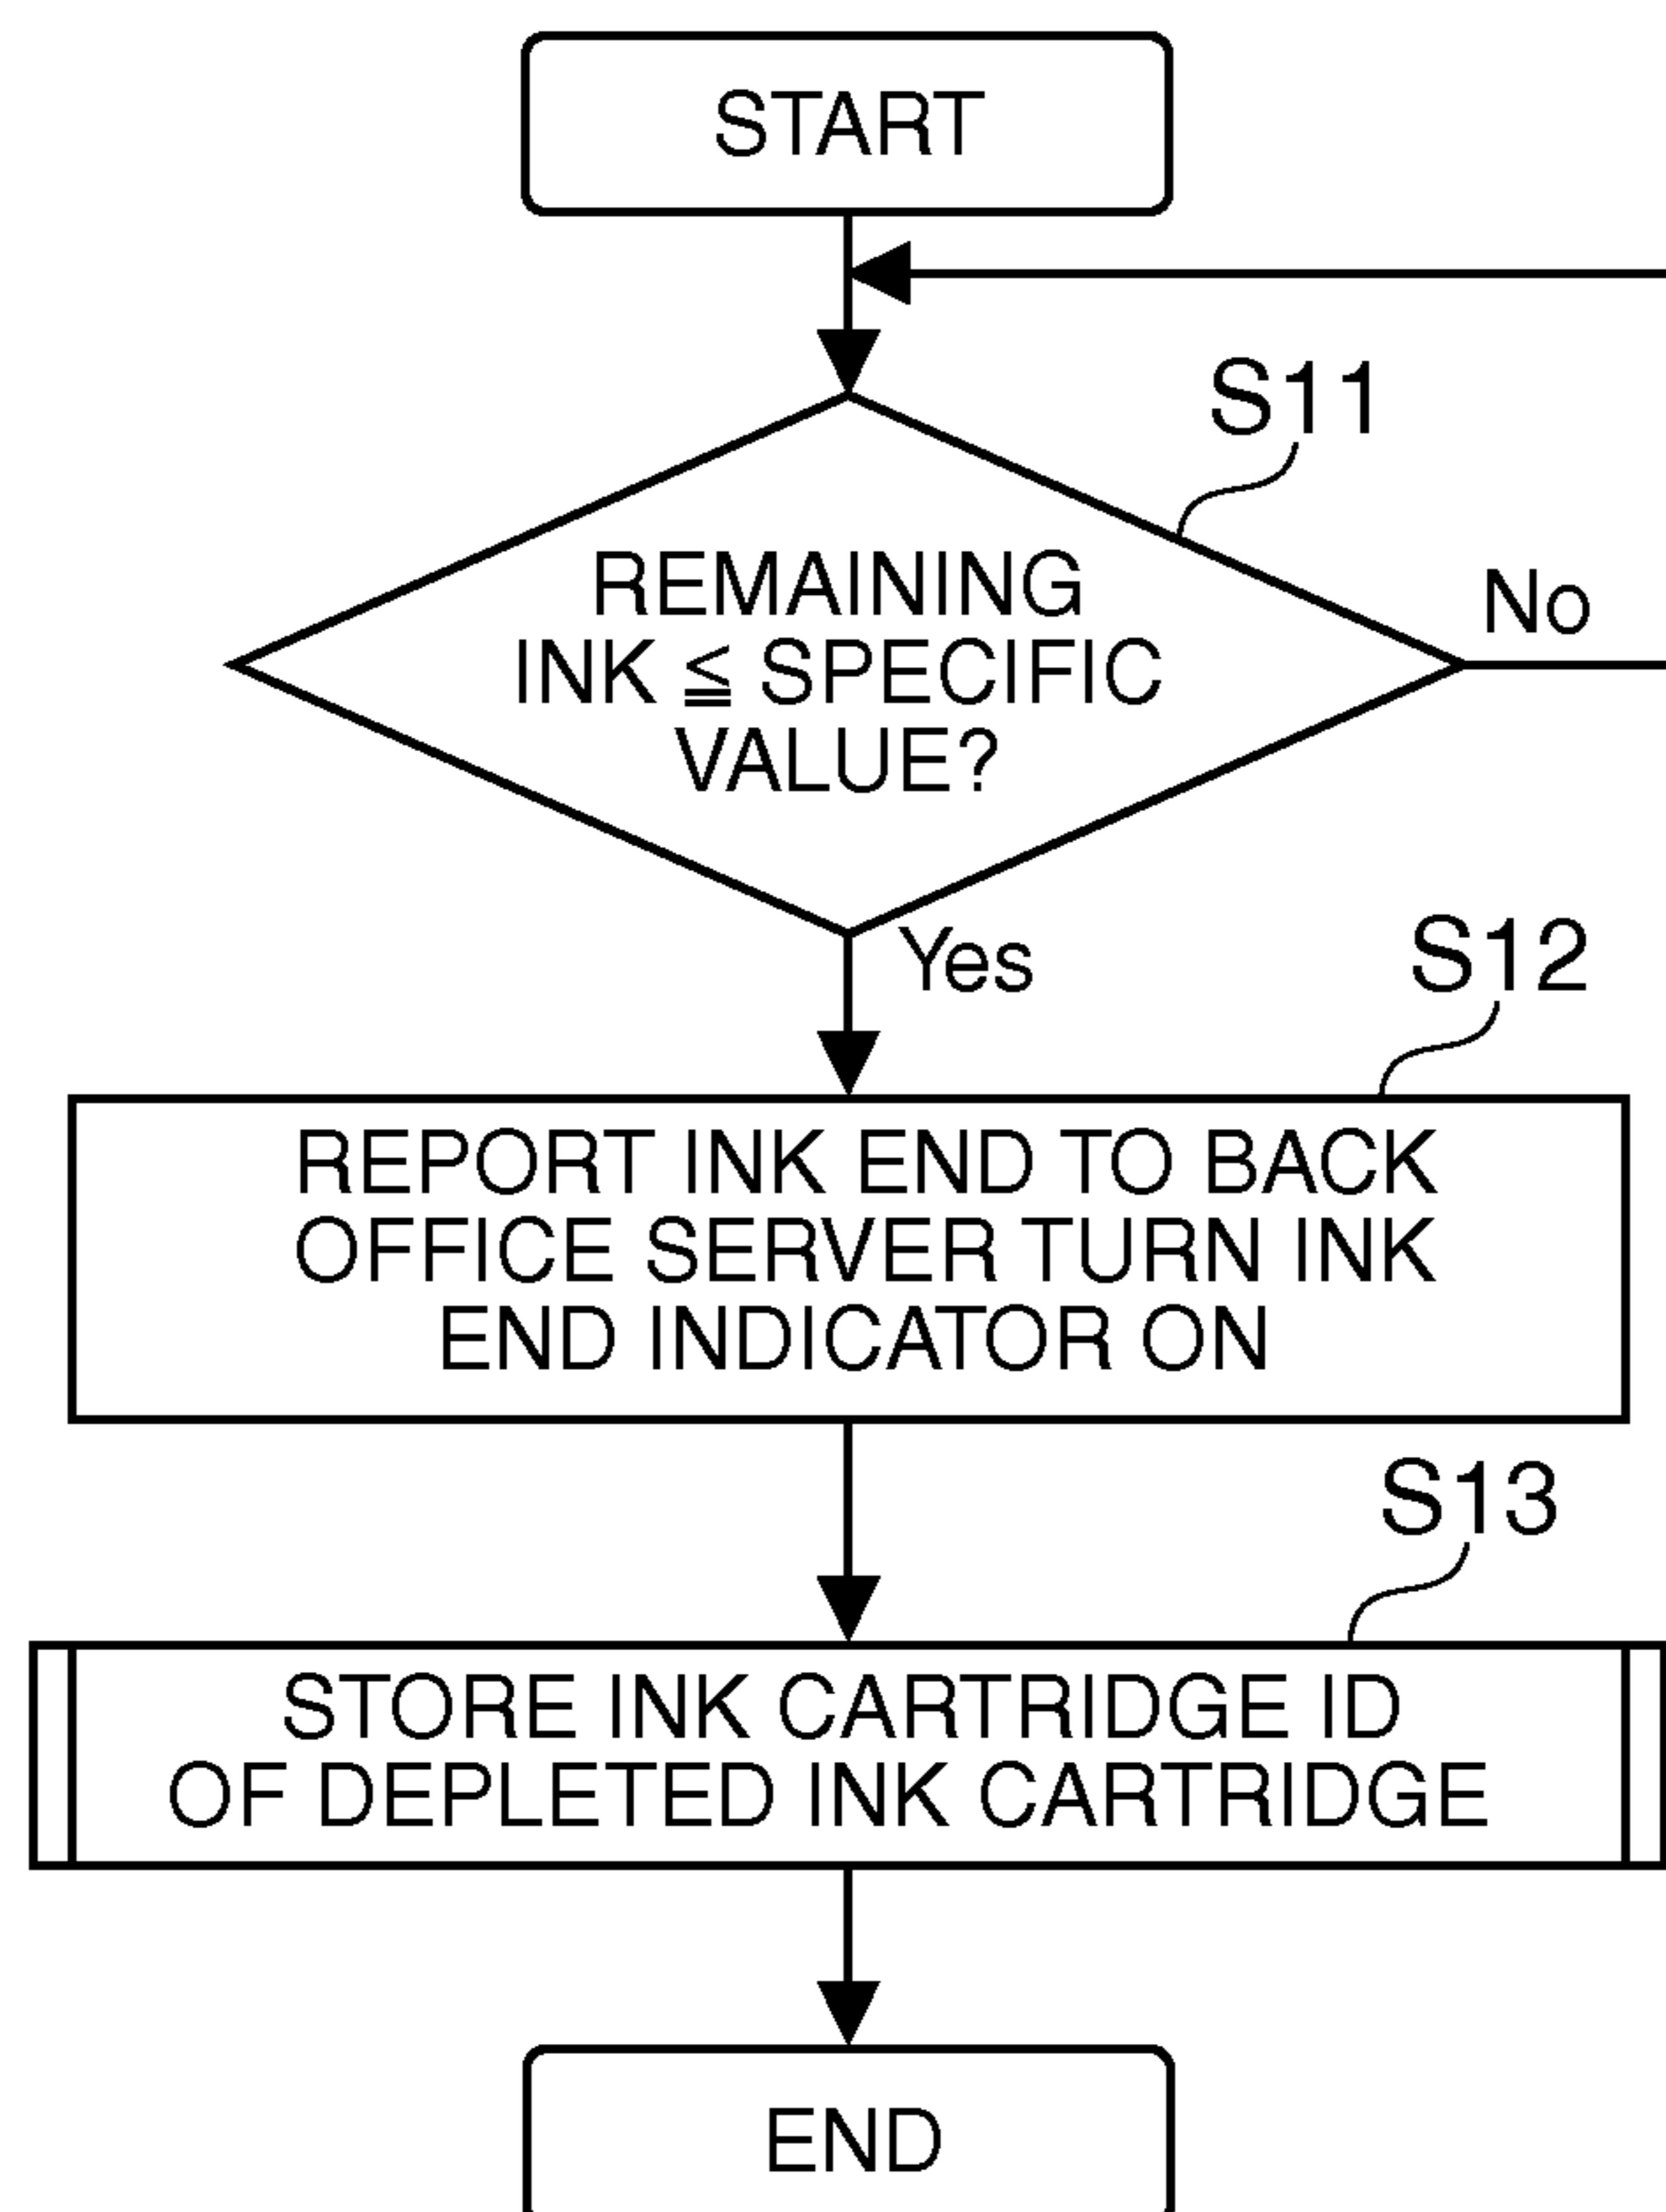 START
S11
REMAINING
INK ≦ SPECIFIC
VALUE?
No
Yes
S12
REPORT INK END TO BACK
OFFICE SERVER TURN INK
END INDICATOR ON
S13
STORE INK CARTRIDGE ID
OF DEPLETED INK CARTRIDGE
END